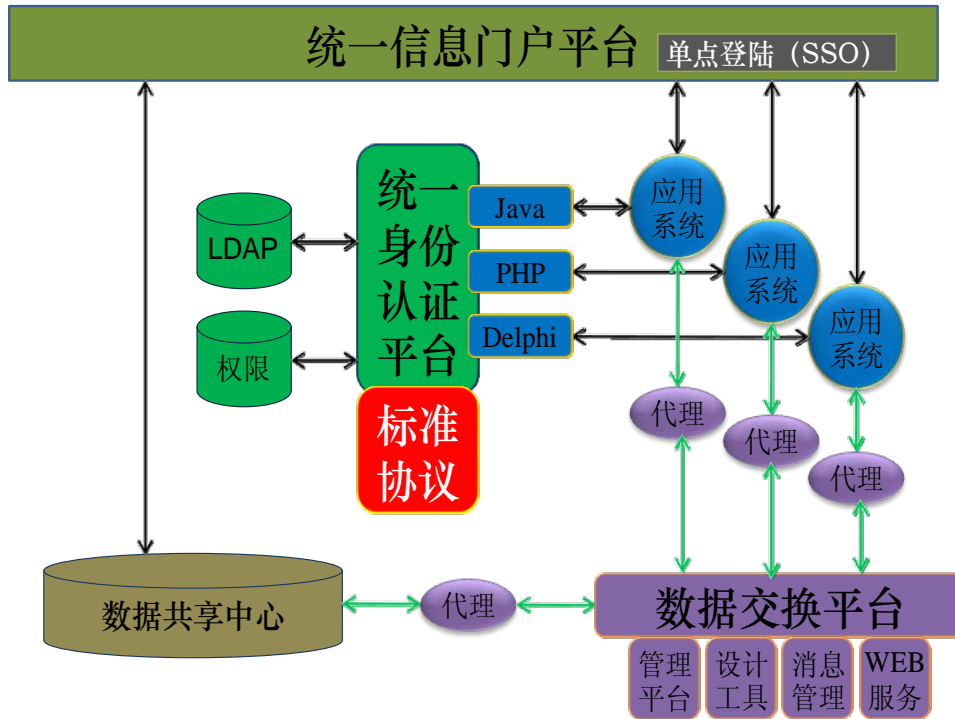 统一信息门户平台
单点登陆（SSO）
统一
身份
认证
平台
Java
PHP
Delphi
LDAP
权限
标准
协议
应用
系统
应用
系统
应用
系统
代理
代理
代理
数据共享中心
代理
数据交换平台
管理
平台
设计
工具
消息
管理
WEB
服务